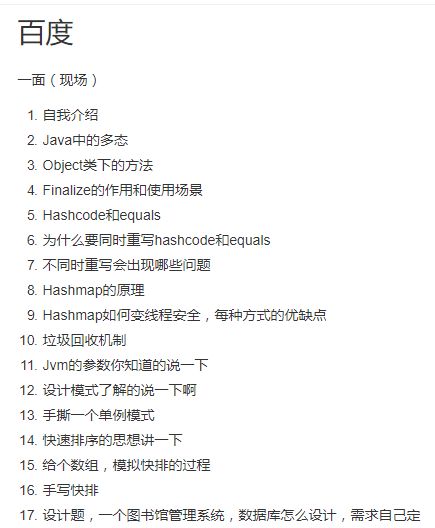 百度
一面（现场）
1. 自我介绍
2. Java中的多态
3. Object类下的方法
4. Finalize的作用和使用场景
5. Hashcode和equals
6. 为什么要同时重写hashcode和equals
7. 不同时重写会出现哪些问题
8. Hashmap的原理
9. Hashmap如何变线程安全，每种方式的优缺点
10. 垃圾回收机制
11. Jvm的参数你知道的说一下
12. 设计模式了解的说一下啊
13. 手撕一个单例模式
14. 快速排序的思想讲一下
15. 给个数组，模拟快排的过程
16. 手写快排
17. 设计题，一个图书馆管理系统，数据库怎么设计，需求自己定